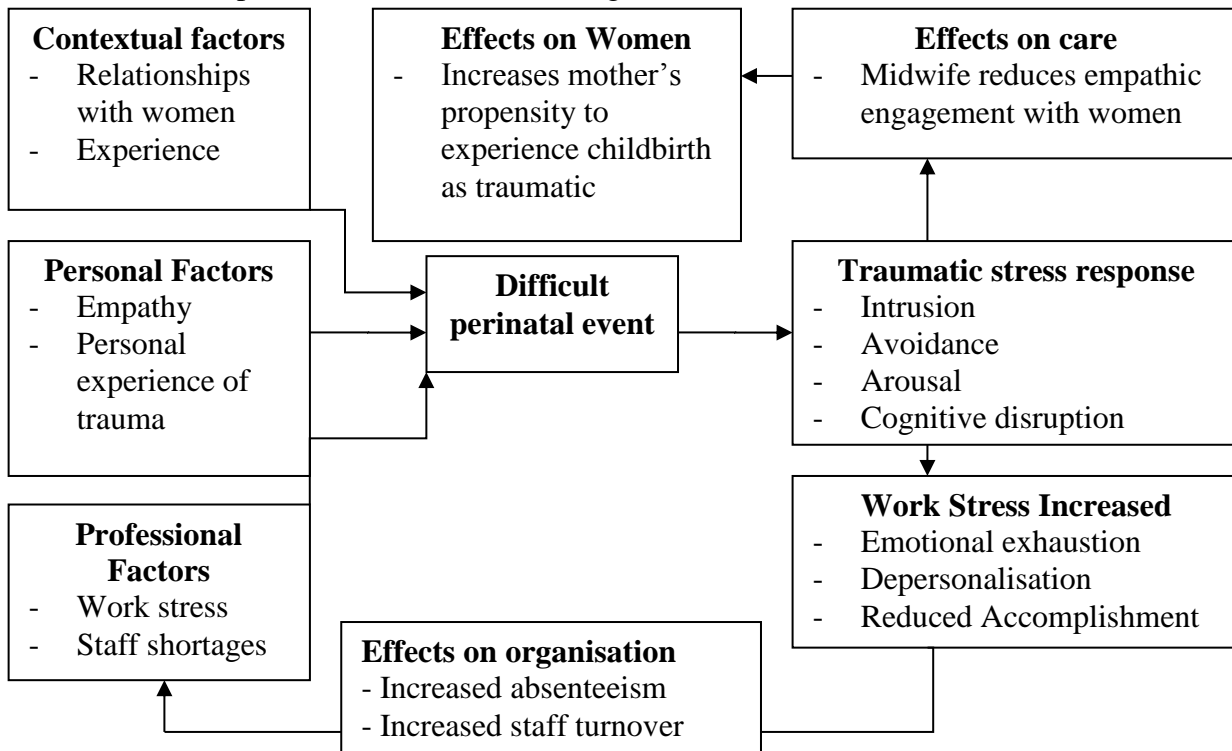 Contextual factors
- Relationships
with women
- Experience
Effects on Women
- Increases mother’s
propensity to
experience childbirth
as traumatic
Effects on care
- Midwife reduces empathic
engagement with women
Personal Factors
- Empathy
- Personal
experience of
trauma
Difficult
perinatal event
Traumatic stress response
- Intrusion
- Avoidance
- Arousal
- Cognitive disruption
Professional
Factors
- Work stress
- Staff shortages
Work Stress Increased
- Emotional exhaustion
- Depersonalisation
- Reduced Accomplishment
Effects on organisation
- Increased absenteeism
- Increased staff turnover